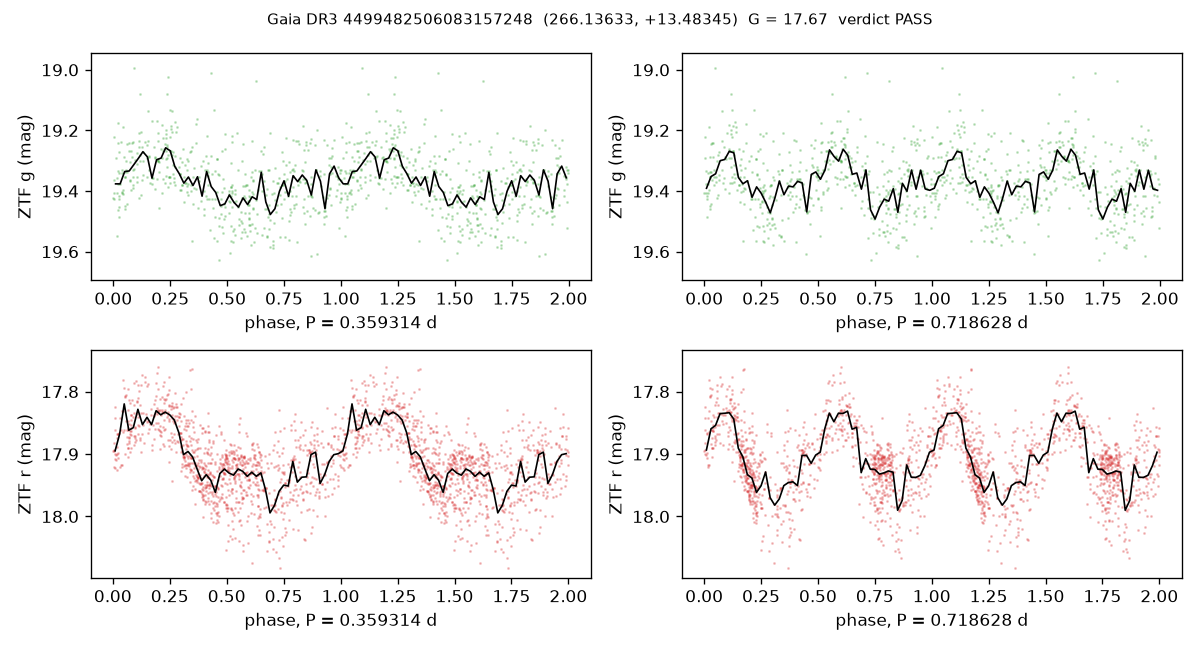 Gaia DR3 4499482506083157248  (266.13633, +13.48345)  G = 17.67  verdict PASS
ZTF g (mag)
19.0
19.2
19.4
19.6
0.00 0.25 0.50 0.75 1.00 1.25 1.50 1.75 2.00
phase, P = 0.359314 d
ZTF g (mag)
19.0
19.2
19.4
19.6
0.00 0.25 0.50 0.75 1.00 1.25 1.50 1.75 2.00
phase, P = 0.718628 d
ZTF r (mag)
17.8
17.9
18.0
0.00 0.25 0.50 0.75 1.00 1.25 1.50 1.75 2.00
phase, P = 0.359314 d
ZTF r (mag)
17.8
17.9
18.0
0.00 0.25 0.50 0.75 1.00 1.25 1.50 1.75 2.00
phase, P = 0.718628 d